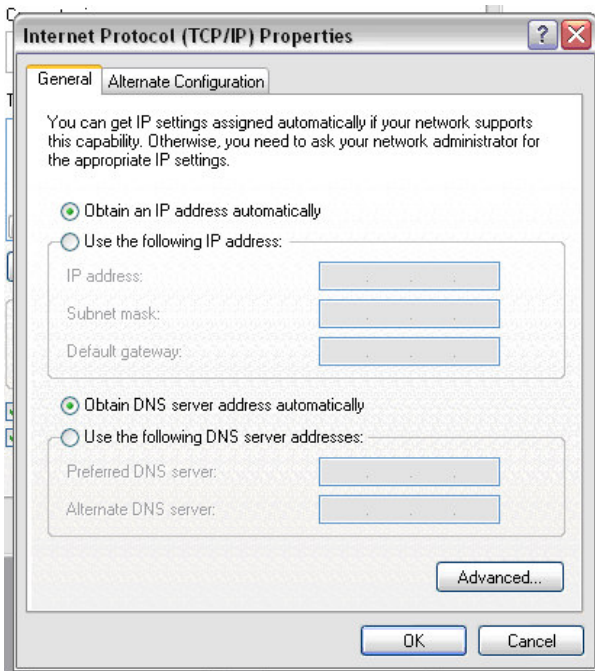 Internet Protocol (TCP/IP) Properties
General
Alternate Configuration
You can get IP settings assigned automatically if your network supports
this capability. Otherwise, you need to ask your network administrator for
the appropriate IP settings.
Obtain an IP address automatically
Use the following IP address:
IP address:
Subnet mask:
Default gateway:
Obtain DNS server address automatically
Use the following DNS server addresses:
Preferred DNS server:
Alternate DNS server:
Advanced...
OK
Cancel